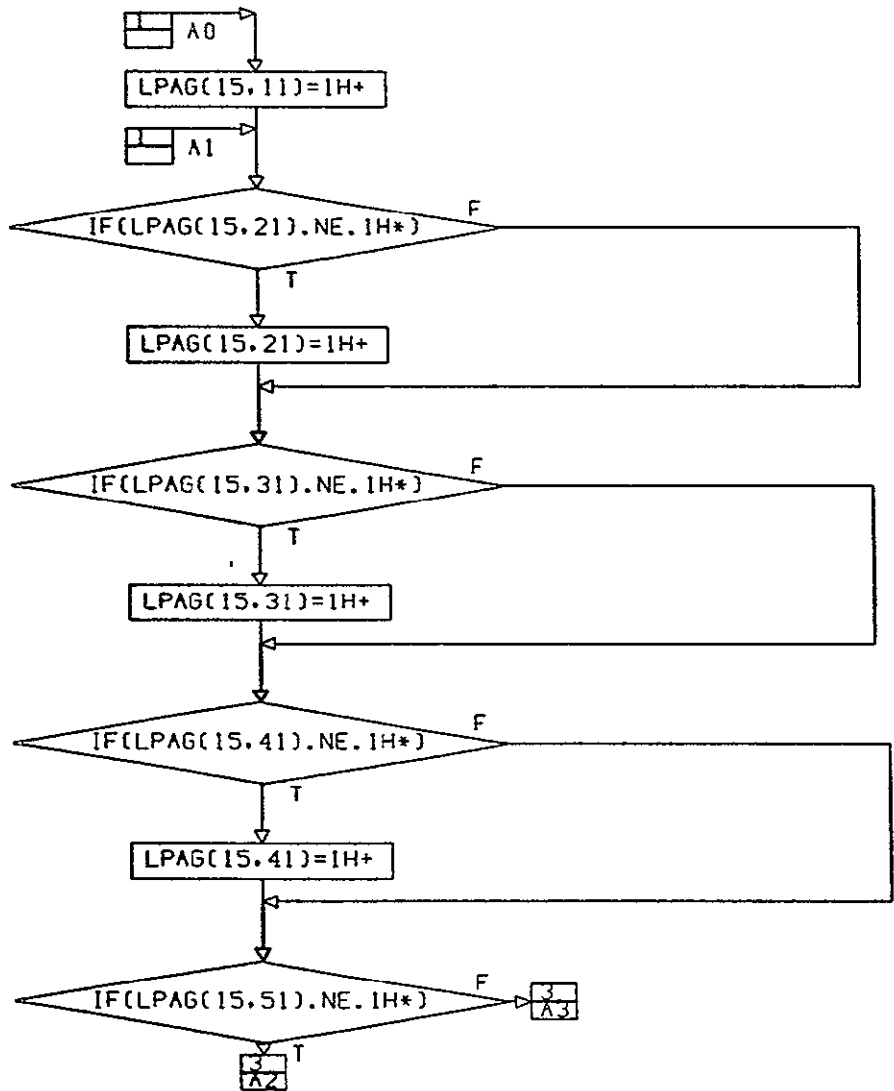 1 A0
LPAG(15,11)=1H+
1 A1
IF(LPAG(15,21).NE.1H*) F
T
LPAG(15,21)=1H+
IF(LPAG(15,31).NE.1H*) F
T
LPAG(15,31)=1H+
IF(LPAG(15,41).NE.1H*) F
T
LPAG(15,41)=1H+
IF(LPAG(15,51).NE.1H*) F
3
A3
T
3
A2